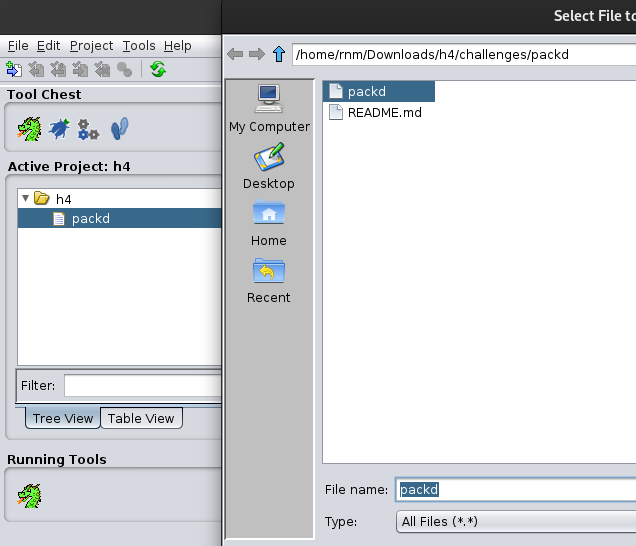 Select File to
File Edit Project Tools Help
/home/rnm/Downloads/h4/challenges/packd
Tool Chest
packd
README.md
My Computer
Desktop
Home
Recent
Active Project: h4
h4
packd
Filter:
Tree View Table View
Running Tools
File name: packd
Type: All Files (*.*)